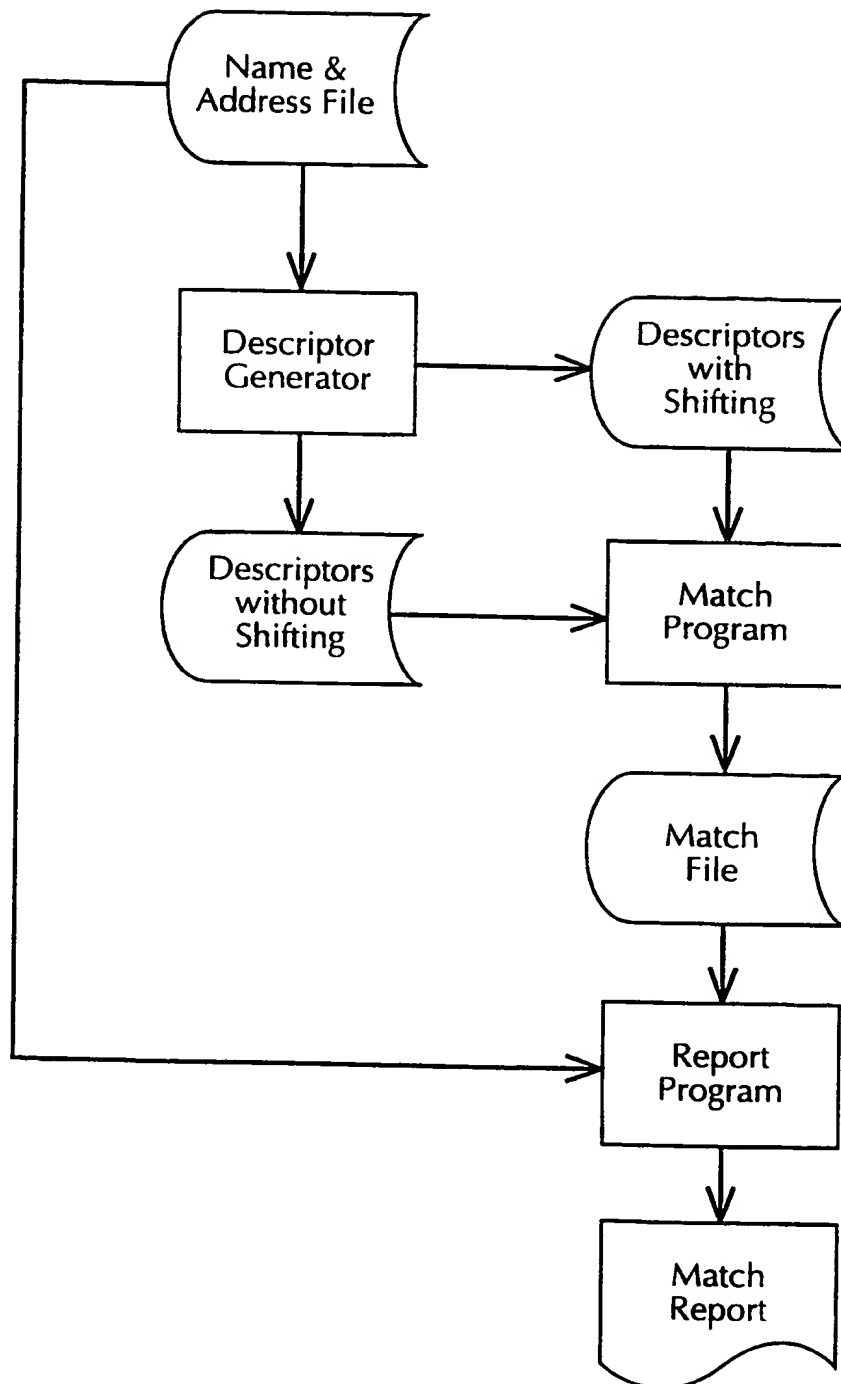 Name &
Address File
Descriptor
Generator
Descriptors
with
Shifting
Descriptors
without
Shifting
Match
Program
Match
File
Report
Program
Match
Report